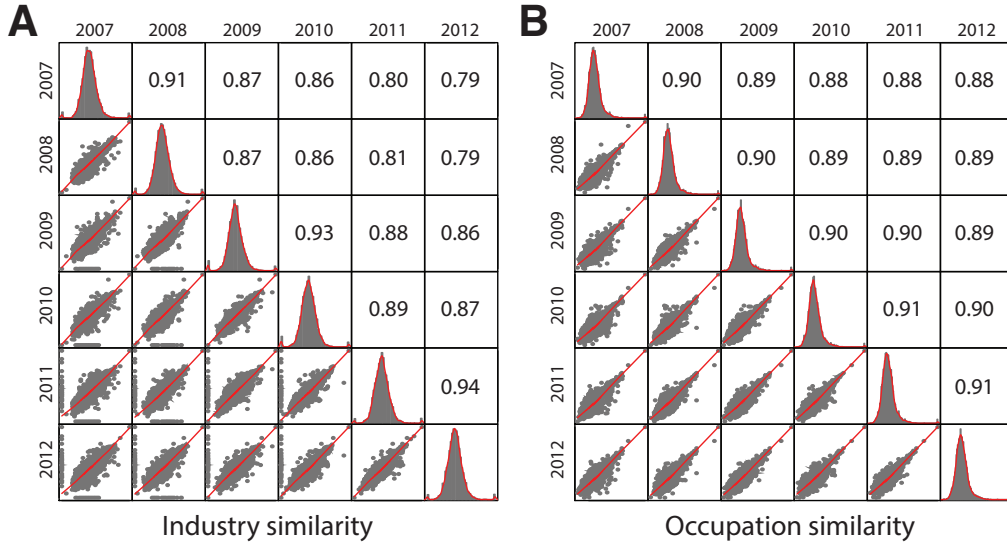 A
B
2007 2008 2009 2010 2011 2012
2007 2008 2009 2010 2011 2012
2007 0.91 0.87 0.86 0.80 0.79
2007 0.90 0.89 0.88 0.88 0.88
2008 0.87 0.86 0.81 0.79
2008 0.90 0.89 0.89 0.89
2009 0.93 0.88 0.86
2009 0.90 0.90 0.89
2010 0.89 0.87
2010 0.91 0.90
2011 0.94
2011 0.91
2012
2012
Industry similarity
Occupation similarity